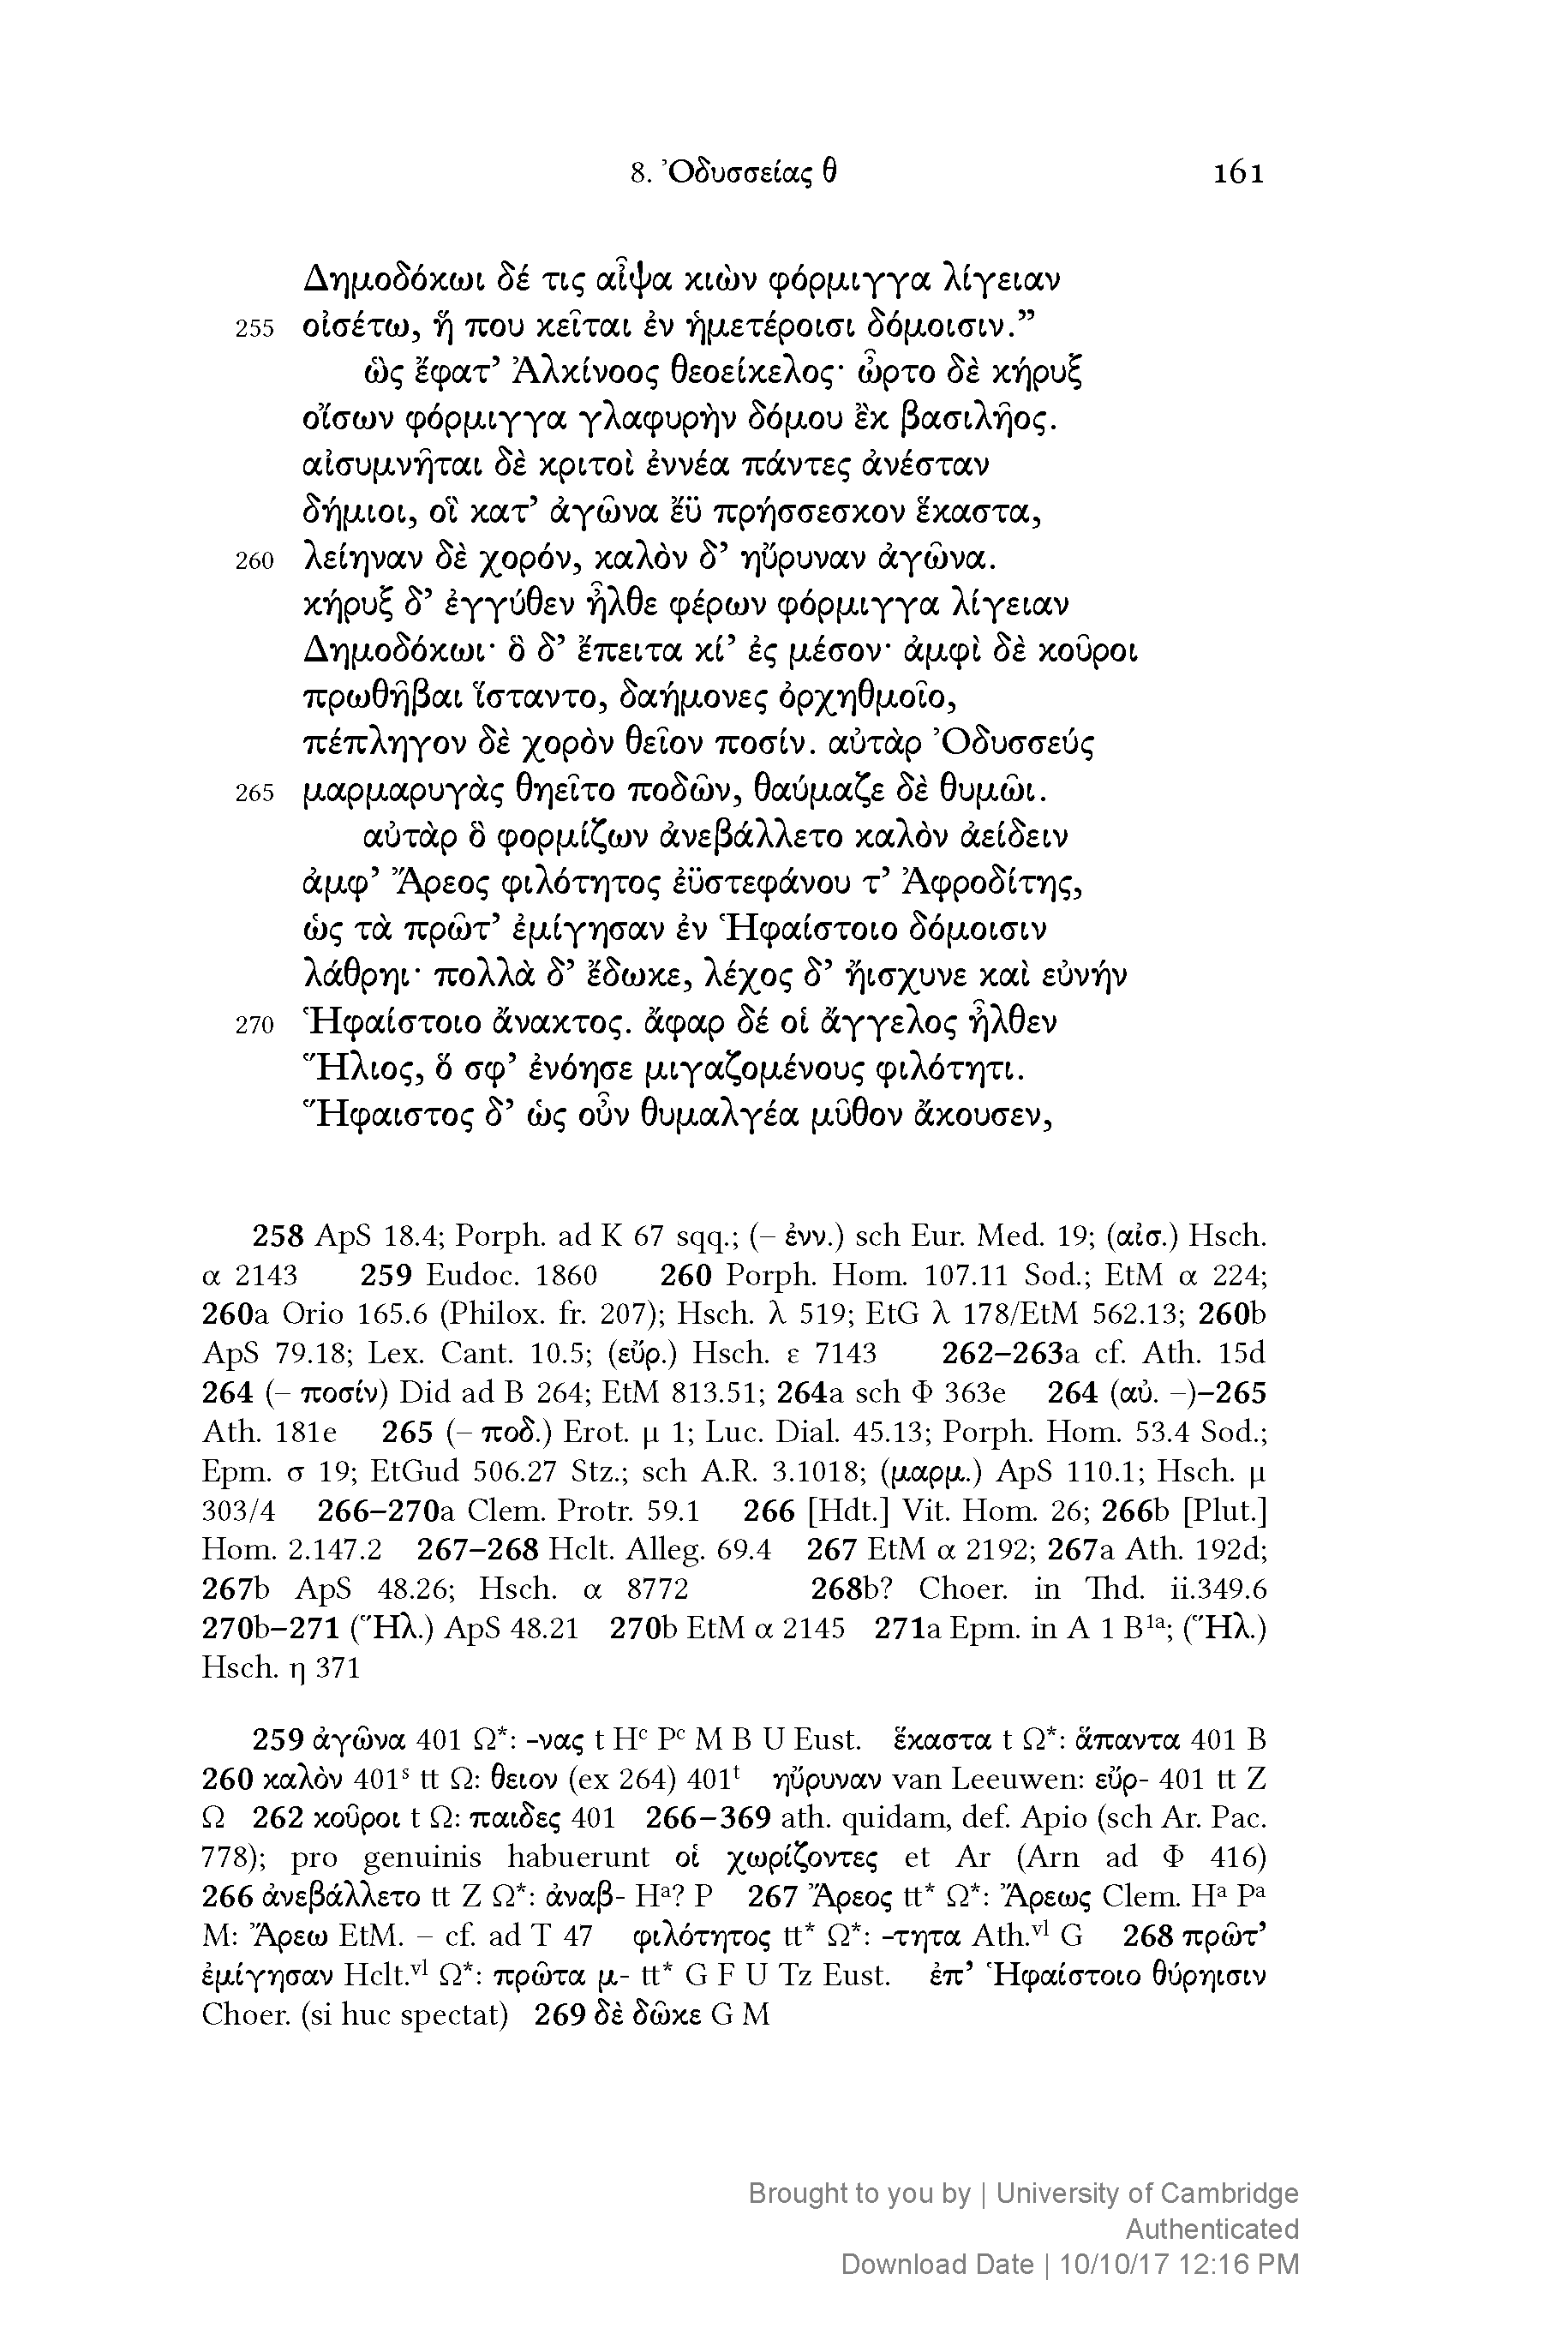 8. Ὀδυσσείας θ 161
Δημοδόκωι δέ τις αἶψα κιὼν φόρμιγγα λίγειαν
255 οἰσέτω, ἥ που κεῖται ἐν ἡμετέροισι δόμοισιν.”
ὣς ἔφατ’ Ἀλκίνοος θεοείκελος· ὦρτο δὲ κήρυξ
οἴσων φόρμιγγα γλαφυρὴν δόμου ἒκ βασιλῆος.
αἰσυμνῆται δὲ κριτοὶ ἐννέα πάντες ἀνέσταν
δήμιοι, οἳ κατ’ ἀγῶνα ἔϋ πρήσσεσκον ἕκαστα,
260 λείηναν δὲ χορόν, καλὸν δ’ ηὔρυναν ἀγῶνα.
κήρυξ δ’ ἐγγύθεν ἦλθε φέρων φόρμιγγα λίγειαν
Δημοδόκωι· ὃ δ’ ἔπειτα κί’ ἐς μέσον· ἀμφὶ δὲ κοῦροι
πρωθῆβαι ἵσταντο, δαήμονες ὀρχηθμοῖο,
πέπληγον δὲ χορὸν θεῖον ποσίν. αὐτὰρ Ὀδυσσεύς
265 μαρμαρυγὰς θηεῖτο ποδῶν, θαύμαζε δὲ θυμῶι.
αὐτὰρ ὃ φορμίζων ἀνεβάλλετο καλὸν ἀείδειν
ἀμφ’ Ἄρεος φιλότητος ἐϋστεφάνου τ’ Ἀφροδίτης,
ὡς τὰ πρῶτ’ ἐμίγησαν ἐν Ἡφαίστοιο δόμοισιν
λάθρηι· πολλὰ δ’ ἔδωκε, λέχος δ’ ἤισχυνε καὶ εὐνήν
270 Ἡφαίστοιο ἄνακτος. ἄφαρ δέ οἱ ἄγγελος ἦλθεν
Ἥλιος, ὅ σφ’ ἐνόησε μιγαζομένους φιλότητι.
Ἥφαιστος δ’ ὡς οὖν θυμαλγέα μῦθον ἄκουσεν,
258 ApS 18.4; Porph. ad K 67 sqq.; (– ἐνν.) sch Eur. Med. 19; (αἰσ.) Hsch.
α 2143 259 Eudoc. 1860 260 Porph. Hom. 107.11 Sod.; EtM α 224;
260a Orio 165.6 (Philox. fr. 207); Hsch. λ 519; EtG λ 178/EtM 562.13; 260b
ApS 79.18; Lex. Cant. 10.5; (εὔρ.) Hsch. ε 7143 262–263a cf. Ath. 15d
264 (– ποσίν) Did ad B 264; EtM 813.51; 264a sch Φ 363e 264 (αὐ. –)–265
Ath. 181e 265 (– ποδ.) Erot. μ 1; Luc. Dial. 45.13; Porph. Hom. 53.4 Sod.;
Epm. σ 19; EtGud 506.27 Stz.; sch A.R. 3.1018; (μαρμ.) ApS 110.1; Hsch. μ
303/4 266–270a Clem. Protr. 59.1 266 [Hdt.] Vit. Hom. 26; 266b [Plut.]
Hom. 2.147.2 267–268 Hclt. Alleg. 69.4 267 EtM α 2192; 267a Ath. 192d;
267b ApS 48.26; Hsch. α 8772 268b? Choer. in Thd. ii.349.6
270b–271 (Ἥλ.) ApS 48.21 270b EtM α 2145 271a Epm. in A 1 B¹ᵃ; (Ἥλ.)
Hsch. η 371
259 ἀγῶνα 401 Ω*: -νας t Hᶜ Pᶜ M B U Eust. ἕκαστα t Ω*: ἅπαντα 401 B
260 καλὸν 401ˢ tt Ω: θειον (ex 264) 401ᵗ ηὔρυναν van Leeuwen: εὔρ- 401 tt Z
Ω 262 κοῦροι t Ω: παιδες 401 266–369 ath. quidam, def. Apio (sch Ar. Pac.
778); pro genuinis habuerunt οἱ χωρίζοντες et Ar (Arn ad Φ 416)
266 ἀνεβάλλετο tt Z Ω*: ἀναβ- Hᵃ? P 267 Ἄρεος tt* Ω*: Ἄρεως Clem. Hᵃ Pᵃ
M: Ἄρεω EtM. – cf. ad T 47 φιλότητος tt* Ω*: -τητα Ath.ᵛˡ G 268 πρῶτ’
ἐμίγησαν Hclt.ᵛˡ Ω*: πρῶτα μ- tt* G F U Tz Eust. ἐπ’ Ἡφαίστοιο θύρηισιν
Choer. (si huc spectat) 269 δὲ δῶκε G M
Brought to you by | University of Cambridge
Authenticated
Download Date | 10/10/17 12:16 PM